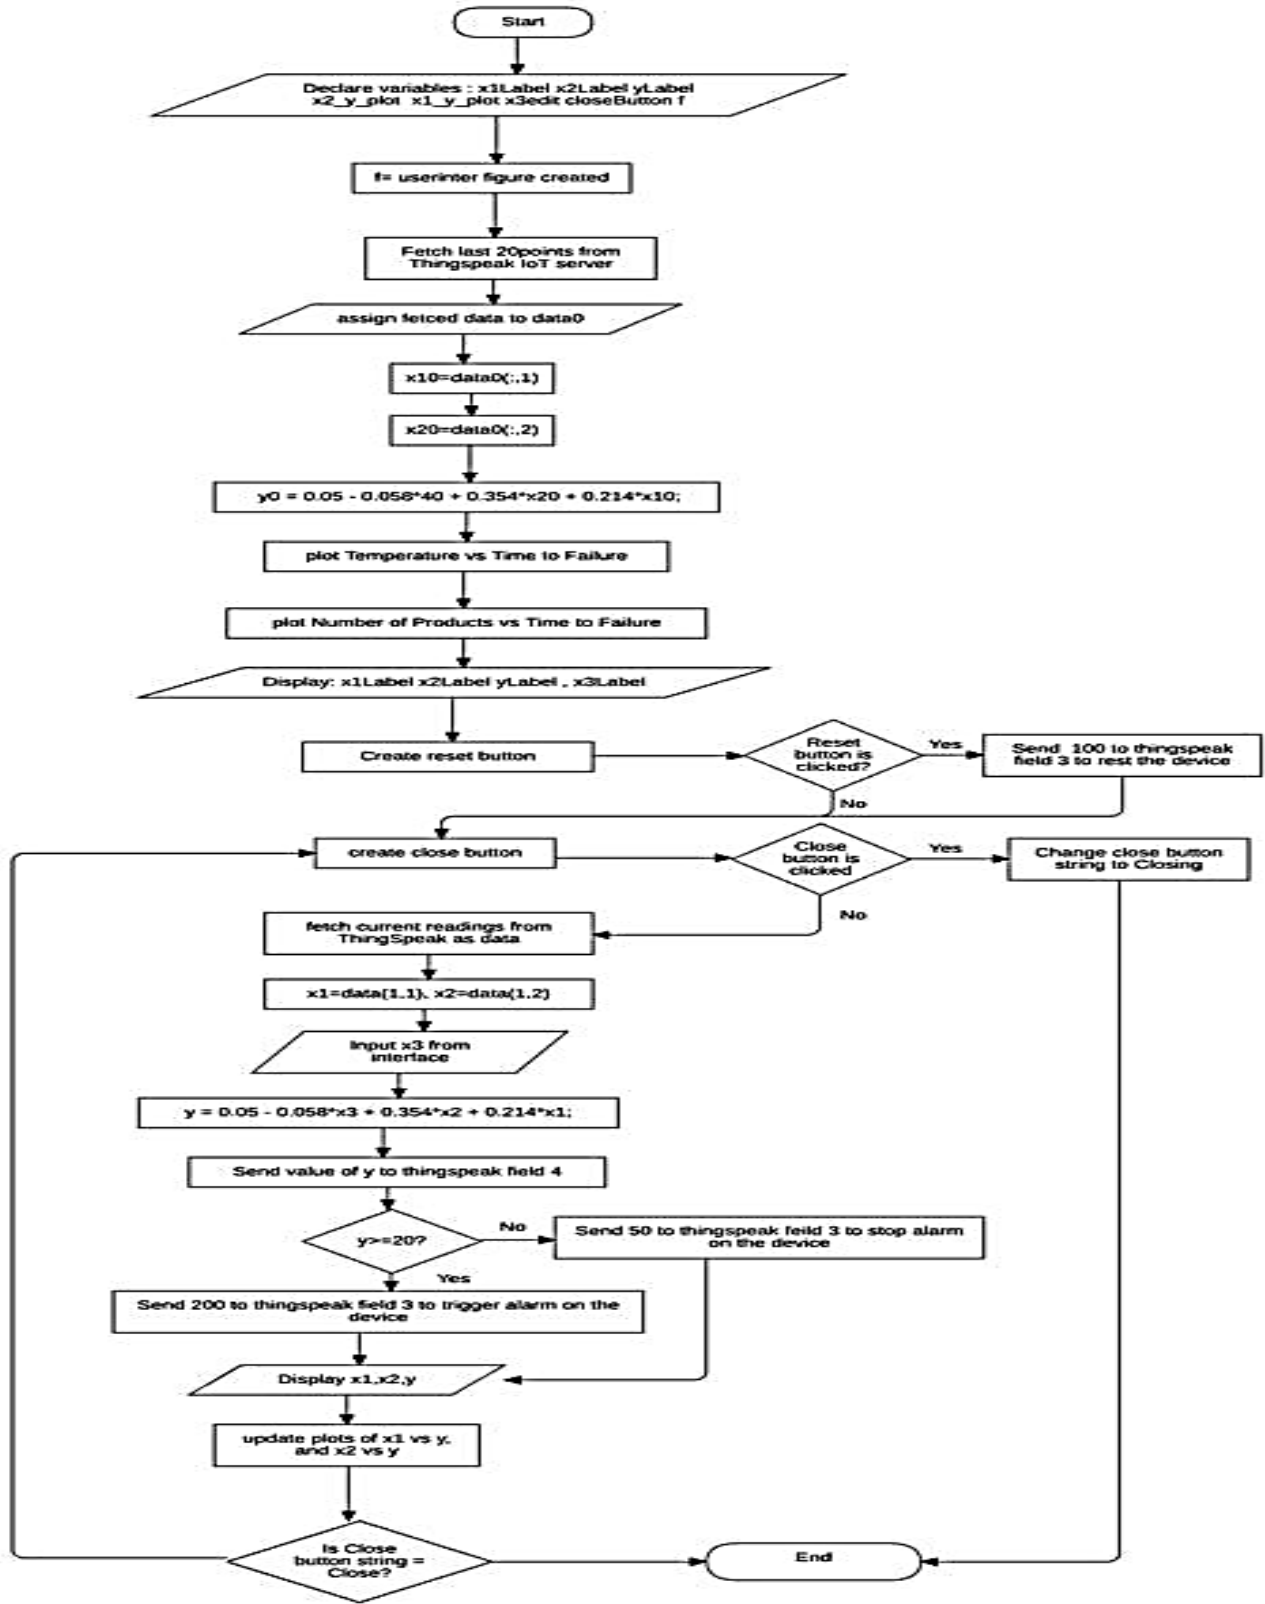 Start
Declare variables : x1Label x2Label yLabel
x2_y_plot x1_y_plot x3edit closeButton f
f= userinter figure created
Fetch last 20points from
Thingspeak IoT server
assign fetced data to data0
x10=data0(:,1)
x20=data0(:,2)
y0 = 0.05 - 0.058*40 + 0.354*x20 + 0.214*x10;
plot Temperature vs Time to Failure
plot Number of Products vs Time to Failure
Display: x1Label x2Label yLabel , x3Label
Create reset button
Reset
button is
clicked?
Yes
Send 100 to thingspeak
field 3 to rest the device
No
create close button
Close
button is
clicked
Yes
Change close button
string to Closing
No
fetch current readings from
ThingSpeak as data
x1=data(1,1), x2=data(1,2)
Input x3 from
interface
y = 0.05 - 0.058*x3 + 0.354*x2 + 0.214*x1;
Send value of y to thingspeak field 4
y>=20?
No
Send 50 to thingspeak feild 3 to stop alarm
on the device
Yes
Send 200 to thingspeak field 3 to trigger alarm on the
device
Display x1,x2,y
update plots of x1 vs y,
and x2 vs y
Is Close
button string =
Close?
End